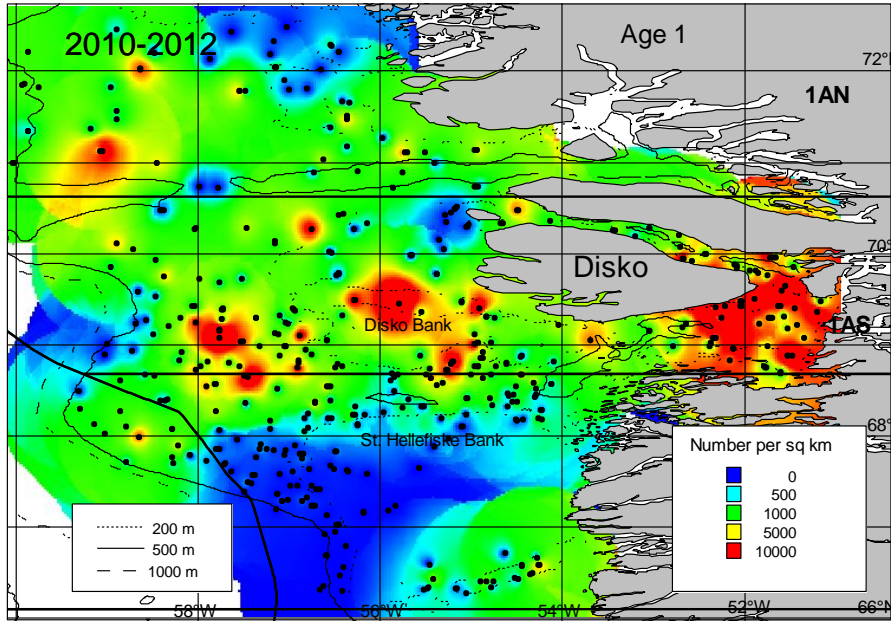 2010-2012
Age 1
72°N
1AN
70°
Disko
Disko Bank
1AS
68°
St. Hellefiske Bank
Number per sq km
0
500
1000
5000
10000
200 m
500 m
1000 m
58°W
56°W
54°W
52°W
66°N